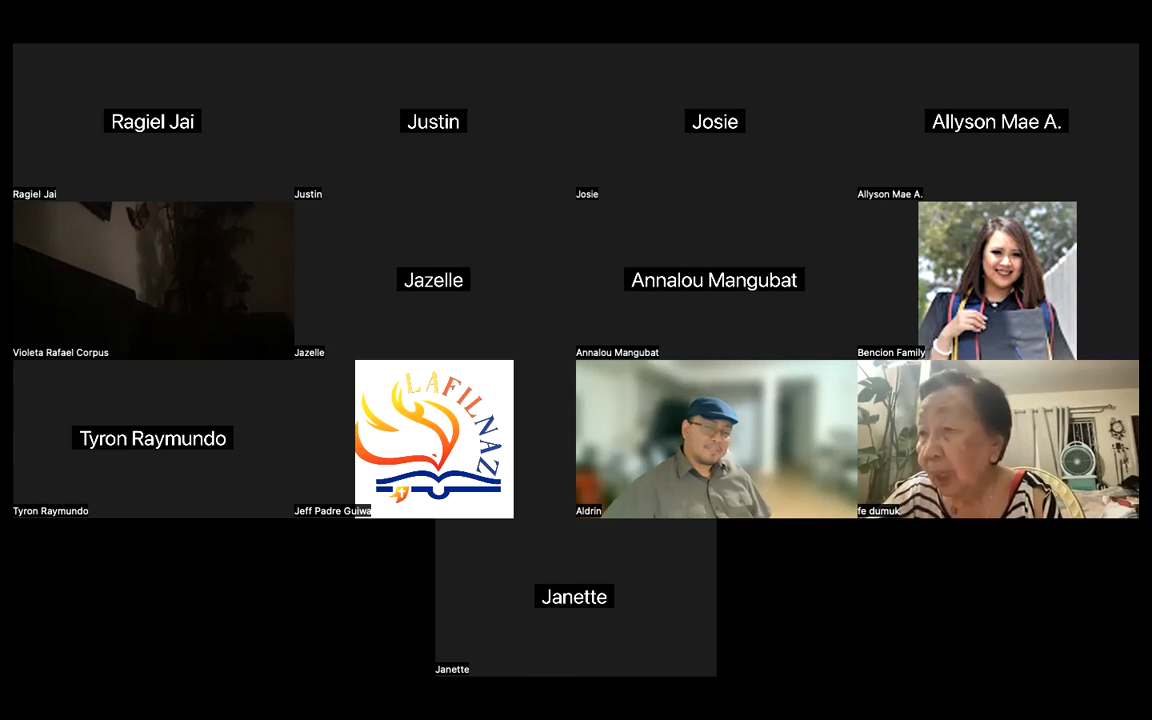 Ragiel Jai
Justin
Josie
Allyson Mae A.
Ragiel Jai
Justin
Josie
Allyson Mae A.
Jazelle
Annalou Mangubat
Violeta Rafael Corpus
Jazelle
Annalou Mangubat
Bencion Family
Tyron Raymundo
LAFILNAZ
Tyron Raymundo
Jeff Padre Guiwa
Aldrin
fe dumuk
Janette
Janette